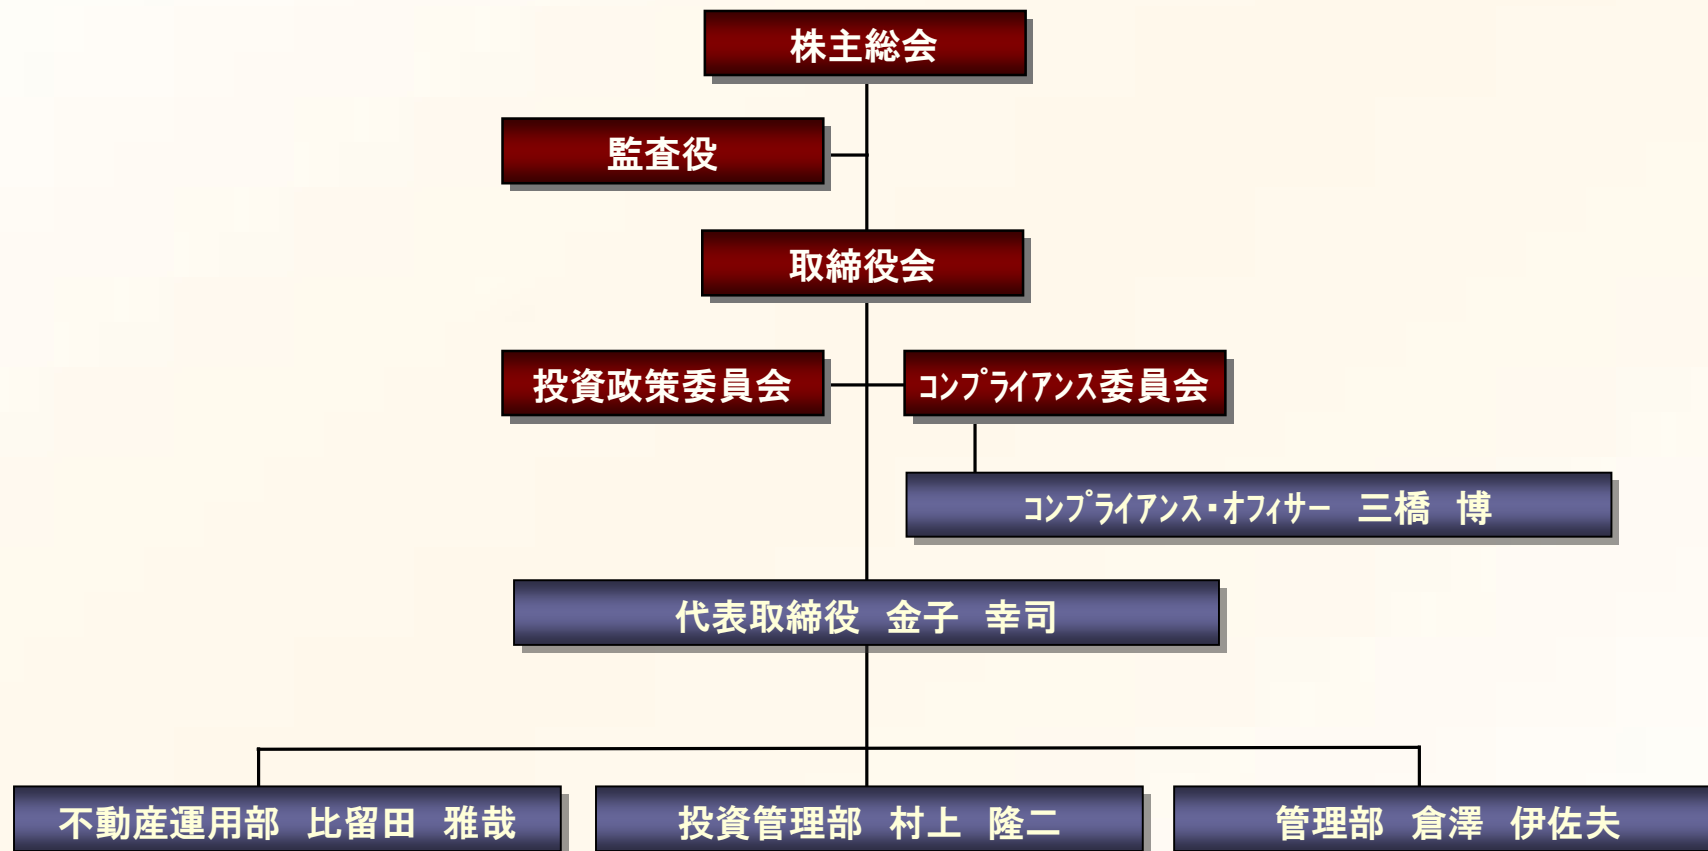 株主総会
監査役
取締役会
投資政策委員会
ｺﾝﾌﾟﾗｲｱﾝｽ委員会
ｺﾝﾌﾟﾗｲｱﾝｽ・ｵﾌｨｻｰ　三橋　博
代表取締役　金子　幸司
不動産運用部　比留田　雅哉
投資管理部　村上　隆二
管理部　倉澤　伊佐夫